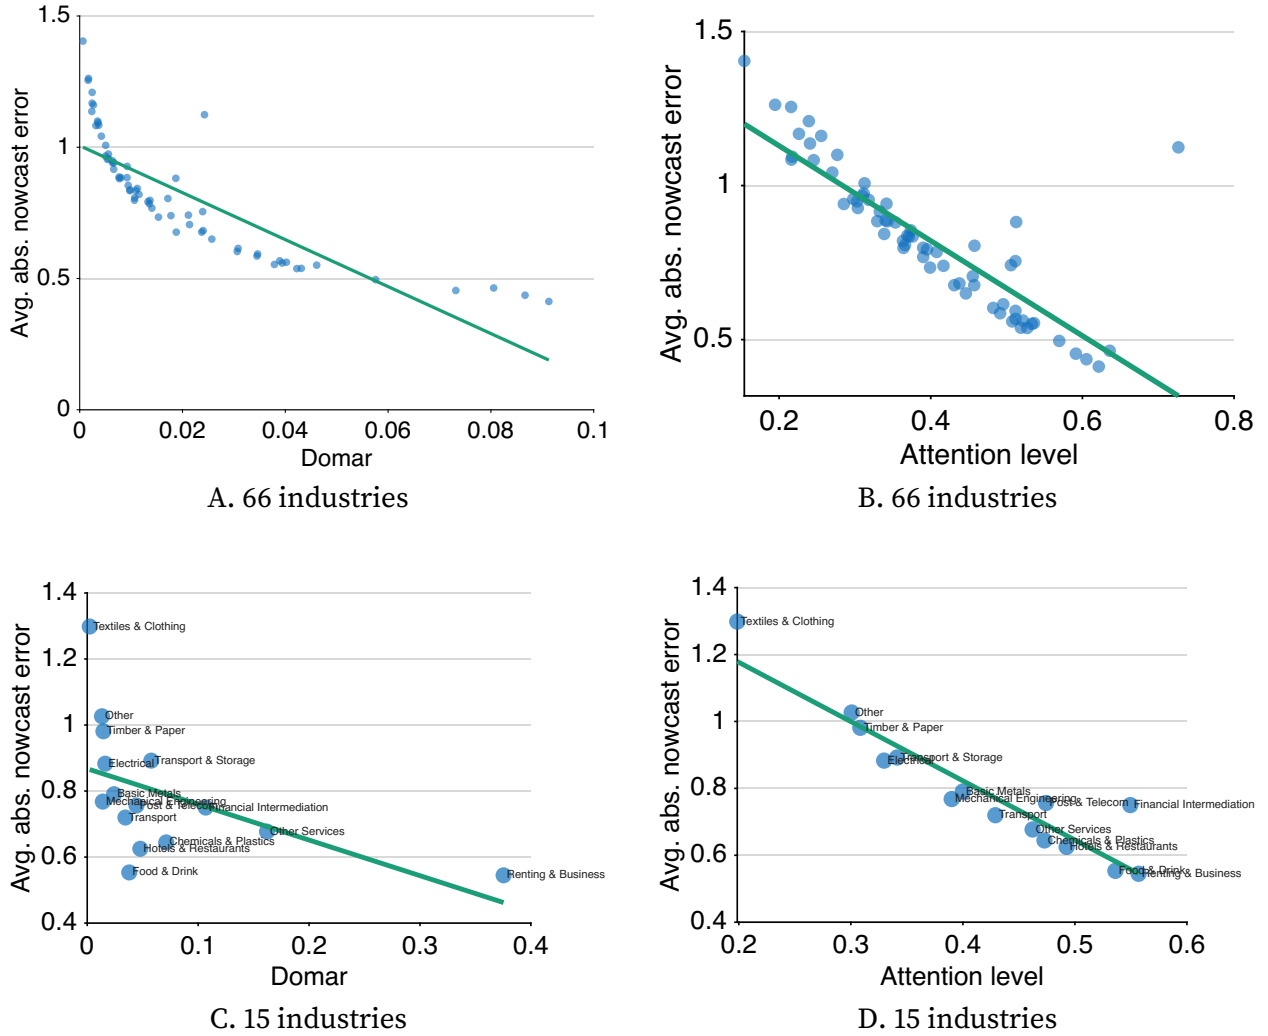 Avg. abs. nowcast error
1.5
1
0.5
0
0
0.02
0.04
0.06
0.08
0.1
Domar
A. 66 industries
Avg. abs. nowcast error
1.5
1
0.5
0.2
0.4
0.6
0.8
Attention level
B. 66 industries
Avg. abs. nowcast error
1.4
1.2
1
0.8
0.6
0.4
Textiles & Clothing
Other
Timber & Paper
Electrical
Transport & Storage
Basic Metals
Mechanical Engineering
Post & Telecom
Financial Intermediation
Transport
Other Services
Chemicals & Plastics
Hotels & Restaurants
Food & Drink
Renting & Business
0
0.1
0.2
0.3
0.4
Domar
C. 15 industries
Avg. abs. nowcast error
1.4
1.2
1
0.8
0.6
0.4
Textiles & Clothing
Other
Timber & Paper
Transport & Storage
Electrical
Basic Metals
Mechanical Engineering
Post & Telecom
Financial Intermediation
Transport
Other Services
Chemicals & Plastics
Hotels & Restaurants
Food & Drink
Renting & Business
0.2
0.3
0.4
0.5
0.6
Attention level
D. 15 industries